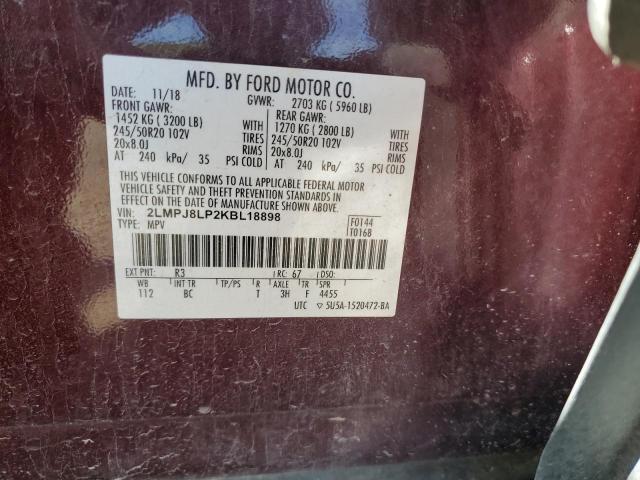 MFD. BY FORD MOTOR CO.
DATE: 11/18 GVWR: 2703 KG ( 5960 LB)
FRONT GAWR: REAR GAWR:
1452 KG ( 3200 LB) WITH 1270 KG ( 2800 LB) WITH
245/50R20 102V TIRES 245/50R20 102V TIRES
20x8.0J RIMS 20x8.0J RIMS
AT 240 kPa/ 35 PSI COLD AT 240 kPa/ 35 PSI COLD
THIS VEHICLE CONFORMS TO ALL APPLICABLE FEDERAL MOTOR
VEHICLE SAFETY AND THEFT PREVENTION STANDARDS IN EFFECT ON THE
DATE OF MANUFACTURE SHOWN ABOVE.
VIN: 2LMPJ8LP2KBL18898 F0144
TYPE: MPV T0168
EXT PNT: R3 RC: 67 DSO:
WB INT TR TP/PS R AXLE TR SPR
112 BC T 3H F 4455
UTC ▽ 5U5A-1520472-BA